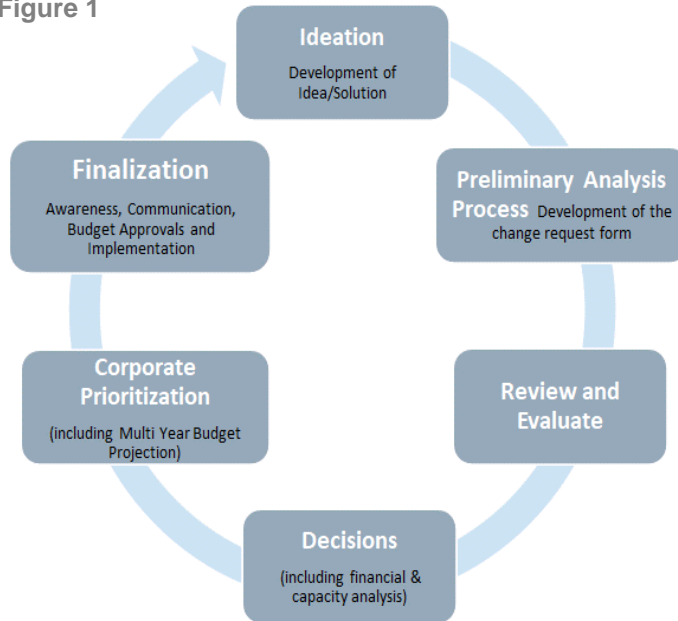 Figure 1
Ideation
Development of
Idea/Solution
Preliminary Analysis
Process Development of the
change request form
Review and
Evaluate
Decisions
(including financial &
capacity analysis)
Corporate
Prioritization
(including Multi Year Budget
Projection)
Finalization
Awareness, Communication,
Budget Approvals and
Implementation